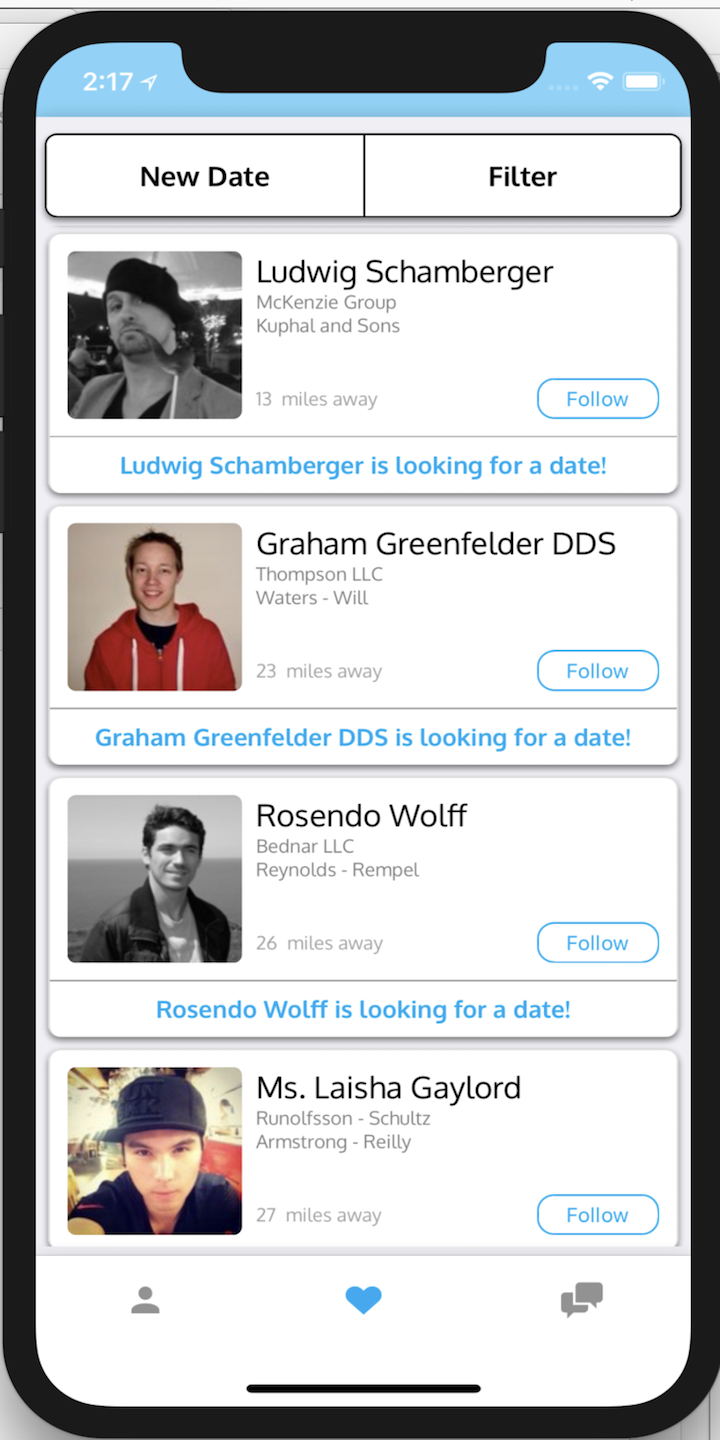 2:17
New Date
Filter
Ludwig Schamberger
McKenzie Group
Kuphal and Sons
13 miles away
Follow
Ludwig Schamberger is looking for a date!
Graham Greenfelder DDS
Thompson LLC
Waters - Will
23 miles away
Follow
Graham Greenfelder DDS is looking for a date!
Rosendo Wolff
Bednar LLC
Reynolds - Rempel
26 miles away
Follow
Rosendo Wolff is looking for a date!
Ms. Laisha Gaylord
Runolfsson - Schultz
Armstrong - Reilly
27 miles away
Follow